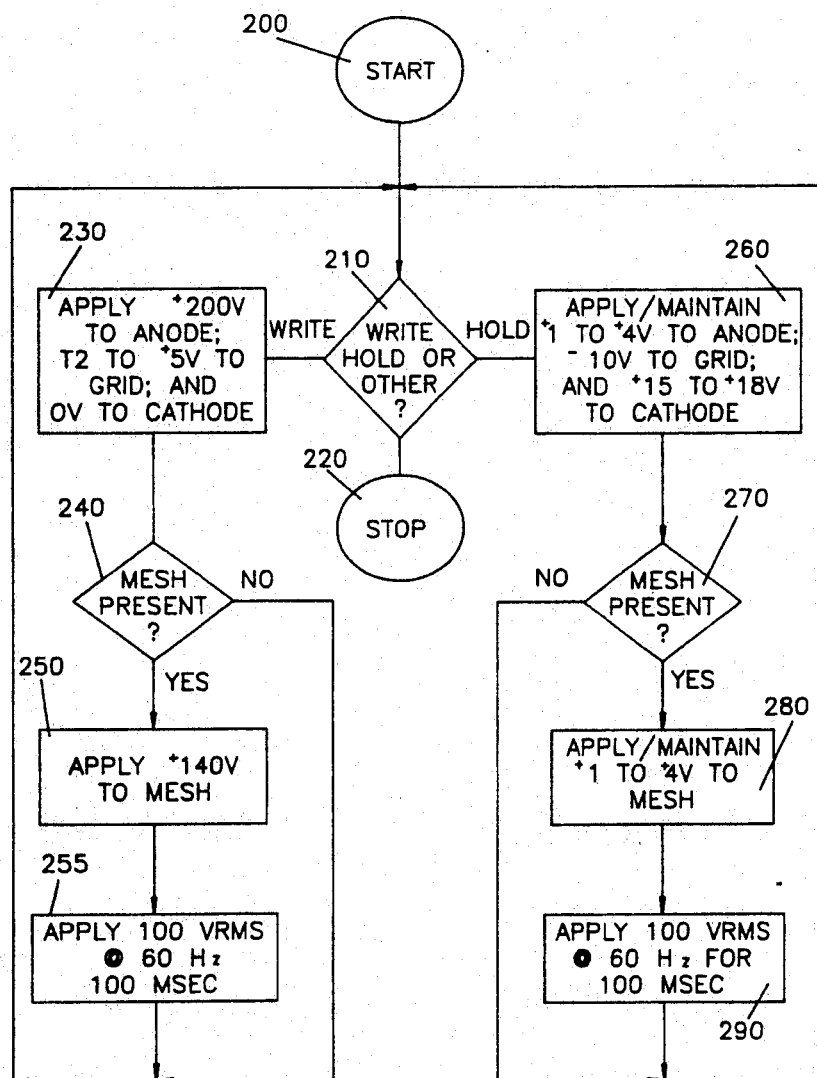 200
START
230
210
260
APPLY +200V
TO ANODE;
T2 TO +5V TO
GRID; AND
0V TO CATHODE
WRITE
WRITE
HOLD OR
OTHER
?
HOLD
APPLY/MAINTAIN
+1 TO +4V TO ANODE;
-10V TO GRID;
AND +15 TO +18V
TO CATHODE
220
STOP
240
MESH
PRESENT
?
NO
YES
270
MESH
PRESENT
?
NO
YES
250
APPLY +140V
TO MESH
280
APPLY/MAINTAIN
+1 TO +4V TO
MESH
255
APPLY 100 VRMS
@ 60 Hz
100 MSEC
APPLY 100 VRMS
@ 60 Hz FOR
100 MSEC
290